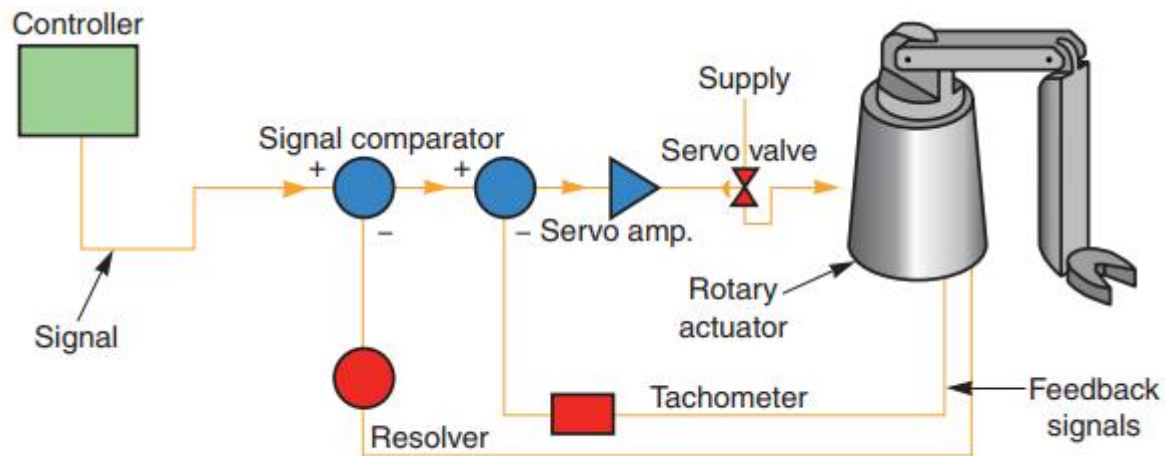 Controller
Supply
Signal comparator
Servo valve
+
+
−
−
Servo amp.
Signal
Rotary
actuator
Tachometer
Feedback
signals
Resolver